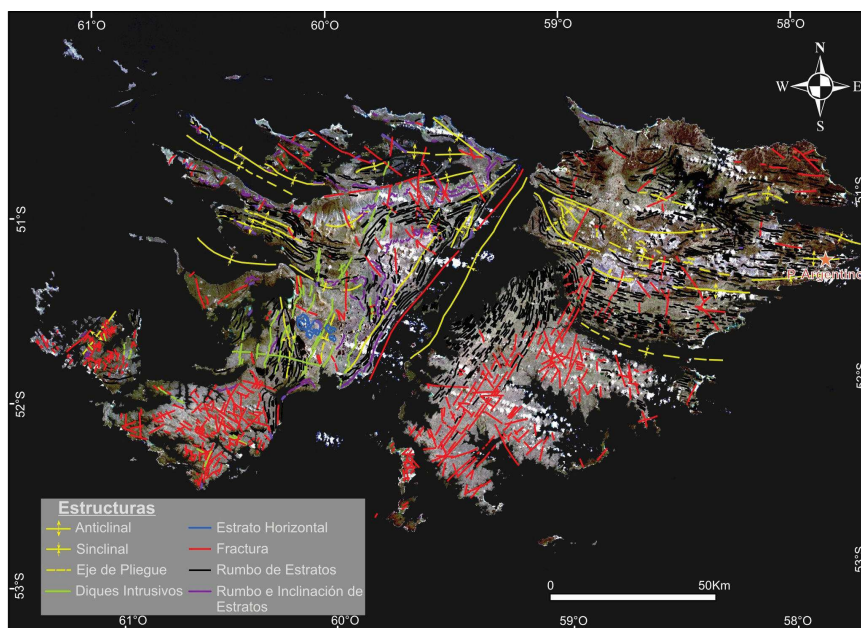 61°O 60°O 59°O 58°O
N
W E
S
51°S 51°S
P. Argentino
52°S 52°S
Estructuras
Anticlinal
Sinclinal
Eje de Pliegue
Diques Intrusivos
Estrato Horizontal
Fractura
Rumbo de Estratos
Rumbo e Inclinación de
Estratos
53°S 53°S
0 50Km
61°O 60°O 59°O 58°O